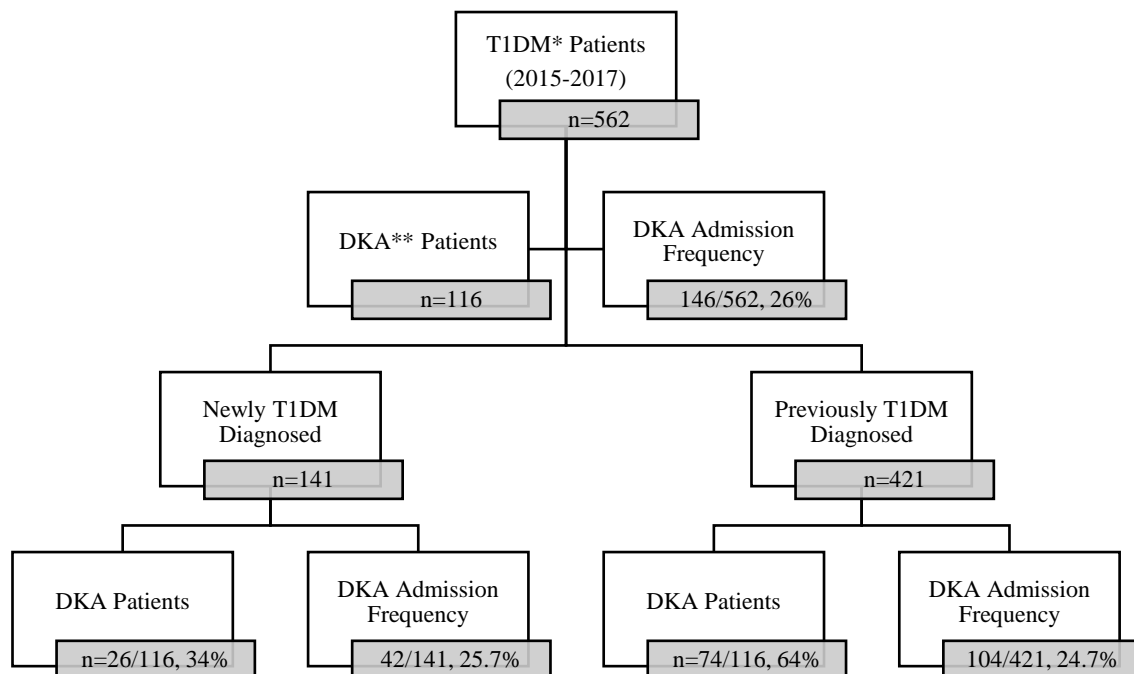 T1DM* Patients
(2015-2017)
n=562
DKA** Patients
n=116
DKA Admission
Frequency
146/562, 26%
Newly T1DM
Diagnosed
n=141
Previously T1DM
Diagnosed
n=421
DKA Patients
n=26/116, 34%
DKA Admission
Frequency
42/141, 25.7%
DKA Patients
n=74/116, 64%
DKA Admission
Frequency
104/421, 24.7%